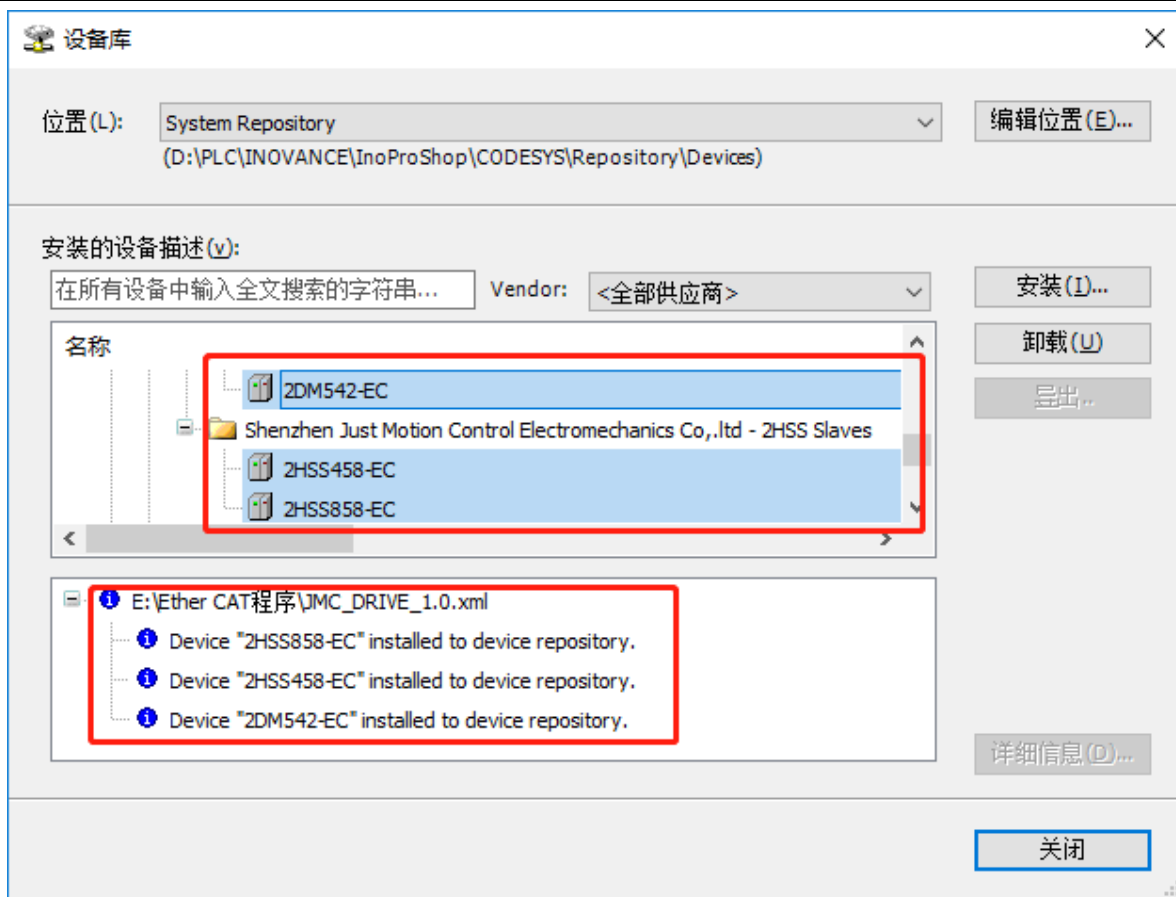 设备库
位置(L): System Repository 编辑位置(E)...
(D:\PLC\INOVANCE\InoProShop\CODESYS\Repository\Devices)
安装的设备描述(v):
在所有设备中输入全文搜索的字符串... Vendor: <全部供应商> 安装(I)...
名称 卸载(U)
2DM542-EC 导出..
Shenzhen Just Motion Control Electromechanics Co,.ltd - 2HSS Slaves
2HSS458-EC
2HSS858-EC
E:\Ether CAT程序\JMC_DRIVE_1.0.xml
Device "2HSS858-EC" installed to device repository.
Device "2HSS458-EC" installed to device repository.
Device "2DM542-EC" installed to device repository.
详细信息(D)...
关闭